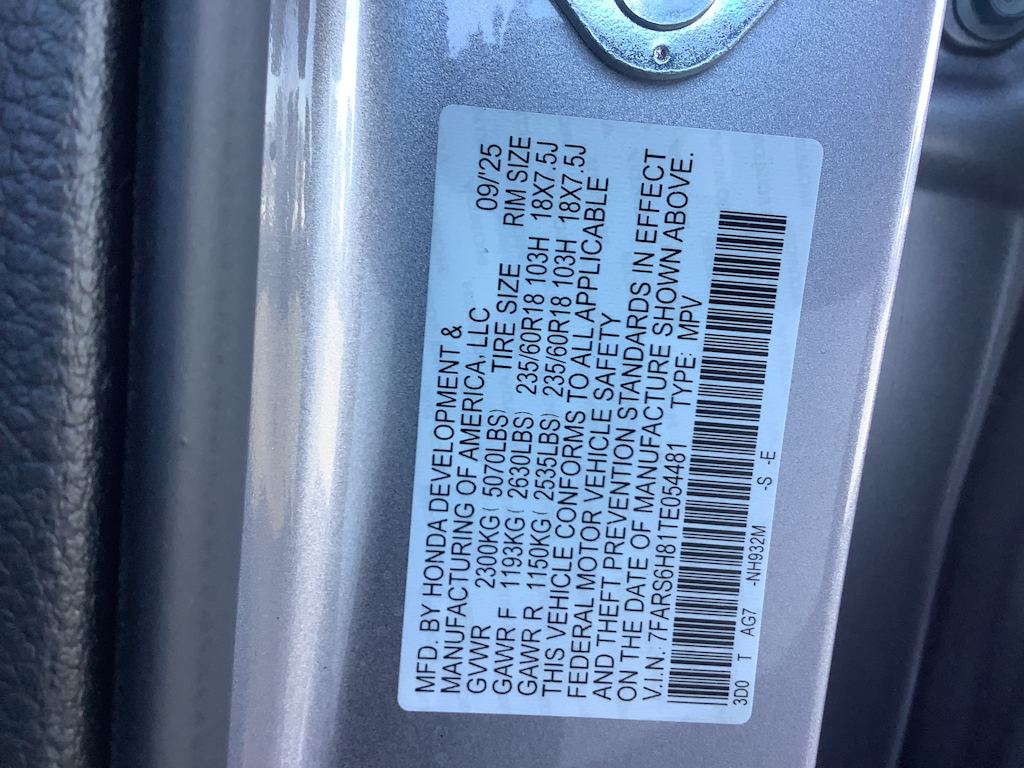 MFD. BY HONDA DEVELOPMENT &
MANUFACTURING OF AMERICA, LLC 09/'25
GVWR 2300KG( 5070LBS) TIRE SIZE RIM SIZE
GAWR F 1193KG( 2630LBS) 235/60R18 103H 18X7.5J
GAWR R 1150KG( 2535LBS) 235/60R18 103H 18X7.5J
THIS VEHICLE CONFORMS TO ALL APPLICABLE
FEDERAL MOTOR VEHICLE SAFETY
AND THEFT PREVENTION STANDARDS IN EFFECT
ON THE DATE OF MANUFACTURE SHOWN ABOVE.
V.I.N.: 7FARS6H81TE054481 TYPE: MPV
3D0 T AG7 -NH932M -S -E